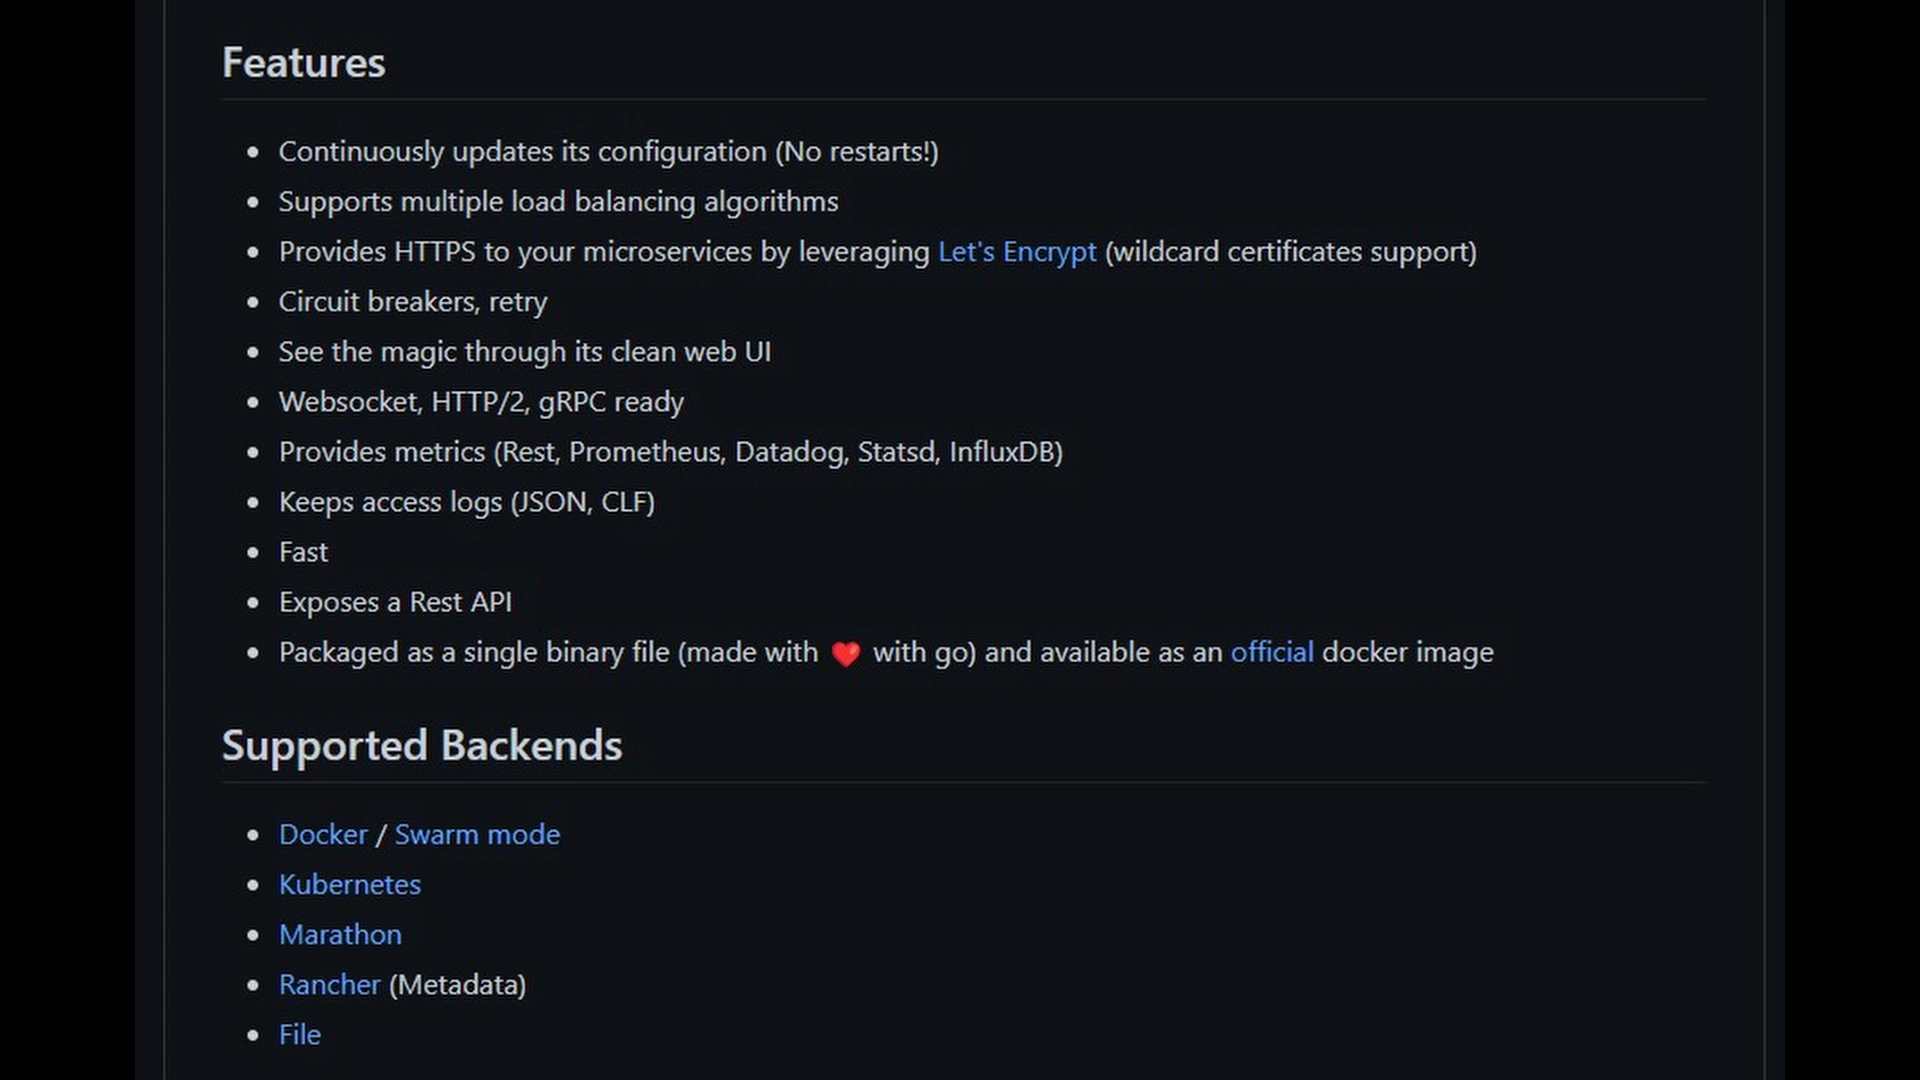 Features
Continuously updates its configuration (No restarts!)
Supports multiple load balancing algorithms
Provides HTTPS to your microservices by leveraging Let's Encrypt (wildcard certificates support)
Circuit breakers, retry
See the magic through its clean web UI
Websocket, HTTP/2, gRPC ready
Provides metrics (Rest, Prometheus, Datadog, Statsd, InfluxDB)
Keeps access logs (JSON, CLF)
Fast
Exposes a Rest API
Packaged as a single binary file (made with ❤️ with go) and available as an official docker image
Supported Backends
Docker / Swarm mode
Kubernetes
Marathon
Rancher (Metadata)
File